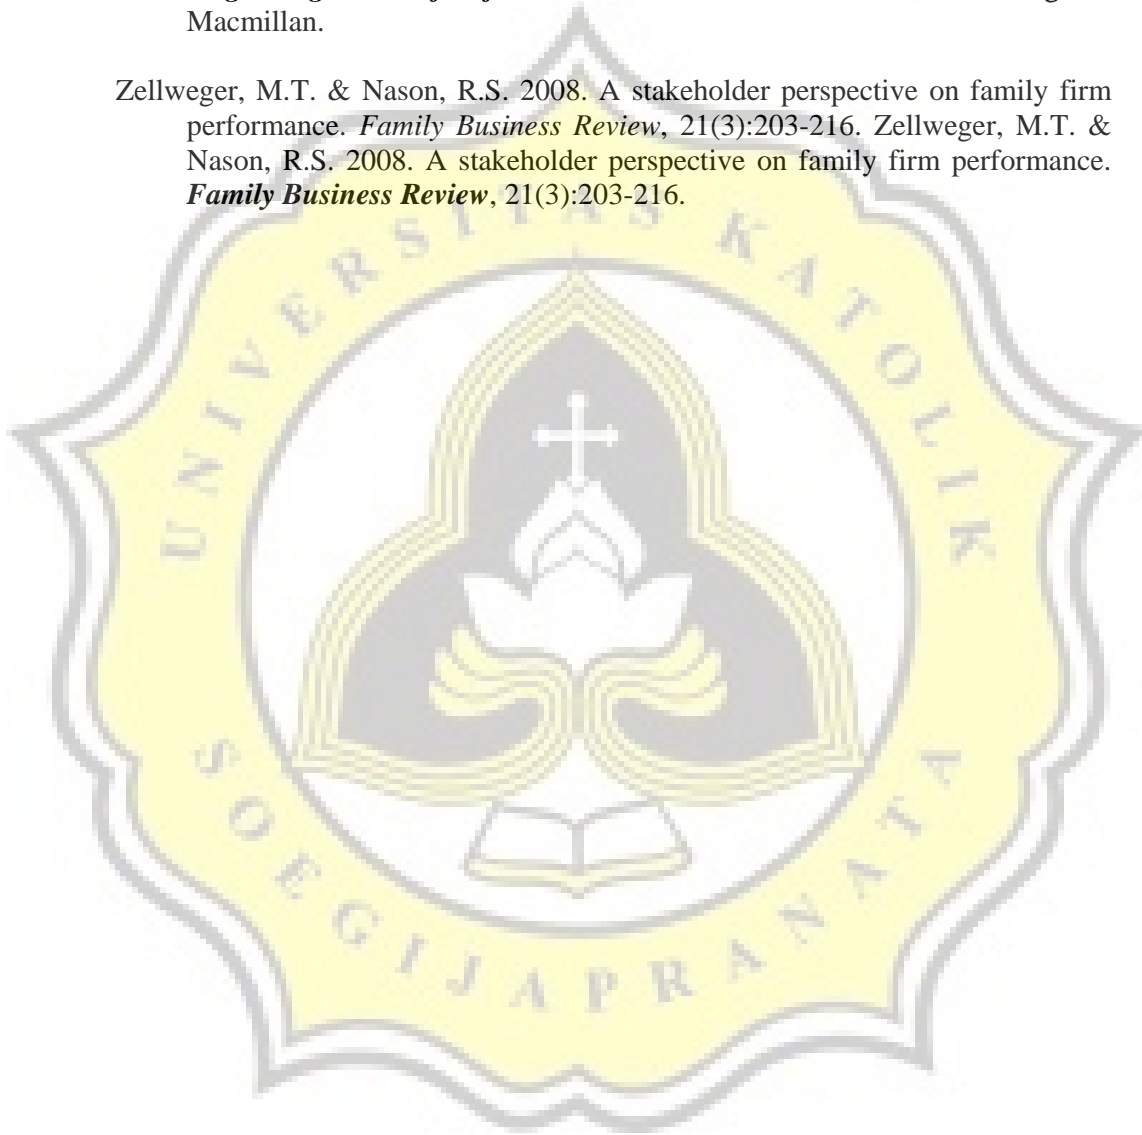 Macmillan.
Zellweger, M.T. & Nason, R.S. 2008. A stakeholder perspective on family firm
performance. Family Business Review, 21(3):203-216. Zellweger, M.T. &
Nason, R.S. 2008. A stakeholder perspective on family firm performance.
Family Business Review, 21(3):203-216.
UNIVERSITAS KATOLIK
SOEGIJAPRANATA